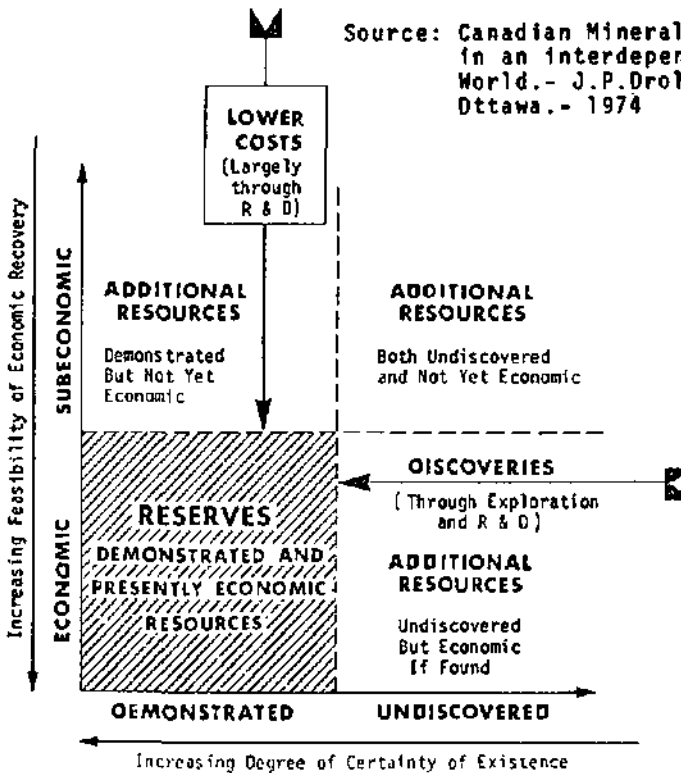 Source: Canadian Mineral
in an interdepen
World.- J.P.Drol
Ottawa.- 1974
LOWER
COSTS
(Largely
through
R & D)
Increasing Feasibility of Economic Recovery
SUBECONOMIC
ECONOMIC
ADDITIONAL
RESOURCES
Demonstrated
But Not Yet
Economic
ADDITIONAL
RESOURCES
Both Undiscovered
and Not Yet Economic
RESERVES
DEMONSTRATED AND
PRESENTLY ECONOMIC
RESOURCES
DISCOVERIES
(Through Exploration
and R & D)
ADDITIONAL
RESOURCES
Undiscovered
But Economic
If Found
DEMONSTRATED
UNDISCOVERED
Increasing Degree of Certainty of Existence